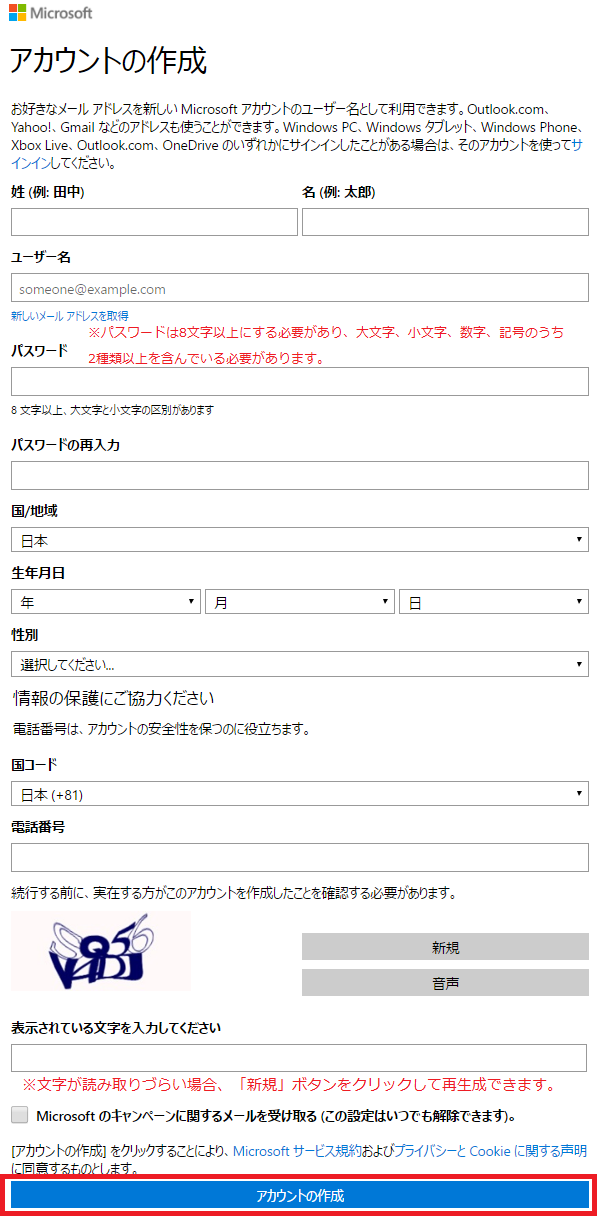 Microsoft
アカウントの作成
お好きなメール アドレスを新しい Microsoft アカウントのユーザー名として利用できます。Outlook.com、
Yahoo!、Gmail などのアドレスも使うことができます。Windows PC、Windows タブレット、Windows Phone、
Xbox Live、Outlook.com、OneDrive のいずれかにサインインしたことがある場合は、そのアカウントを使ってサ
インインしてください。
姓 (例: 田中) 名 (例: 太郎)
ユーザー名
someone@example.com
新しいメール アドレスを取得
※パスワードは8文字以上にする必要があり、大文字、小文字、数字、記号のうち
2種類以上を含んでいる必要があります。
パスワード
8 文字以上、大文字と小文字の区別があります
パスワードの再入力
国/地域
日本
生年月日
年 月 日
性別
選択してください...
情報の保護にご協力ください
電話番号は、アカウントの安全性を保つのに役立ちます。
国コード
日本 (+81)
電話番号
続行する前に、実在する方がこのアカウントを作成したことを確認する必要があります。
新規
音声
表示されている文字を入力してください
※文字が読み取りづらい場合、「新規」ボタンをクリックして再生成できます。
Microsoft のキャンペーンに関するメールを受け取る (この設定はいつでも解除できます)。
[アカウントの作成] をクリックすることにより、Microsoft サービス規約およびプライバシーと Cookie に関する声明
に同意するものとします。
アカウントの作成